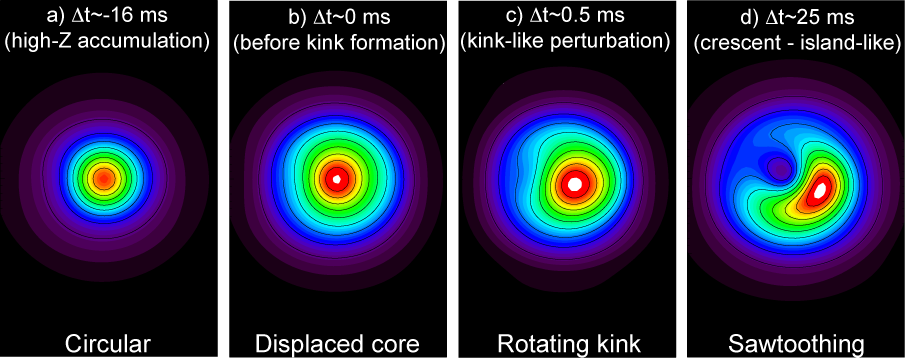 a) Δt~-16 ms
(high-Z accumulation)
Circular
b) Δt~0 ms
(before kink formation)
Displaced core
c) Δt~0.5 ms
(kink-like perturbation)
Rotating kink
d) Δt~25 ms
(crescent - island-like)
Sawtoothing